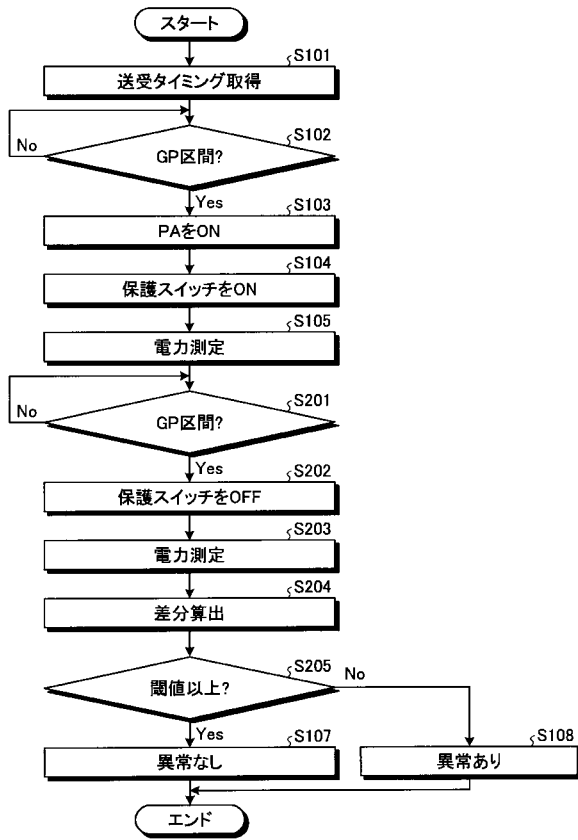 スタート
S101
送受タイミング取得
S102
GP区間?
No
Yes
S103
PAをON
S104
保護スイッチをON
S105
電力測定
S201
GP区間?
No
Yes
S202
保護スイッチをOFF
S203
電力測定
S204
差分算出
S205
閾値以上?
No
Yes
S107
異常なし
S108
異常あり
エンド